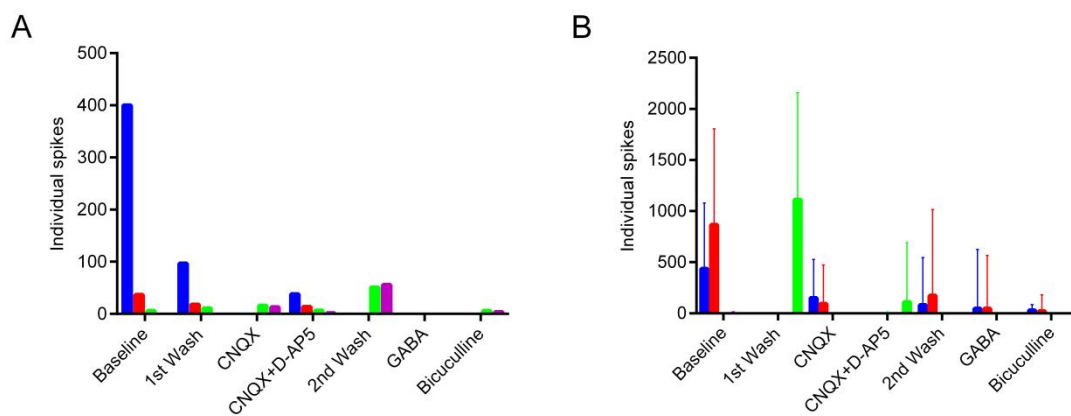 A
Individual spikes
500
400
300
200
100
0
Baseline
1st Wash
CNQX
CNQX+D-AP5
2nd Wash
GABA
Bicuculline
B
Individual spikes
2500
2000
1500
1000
500
0
Baseline
1st Wash
CNQX
CNQX+D-AP5
2nd Wash
GABA
Bicuculline